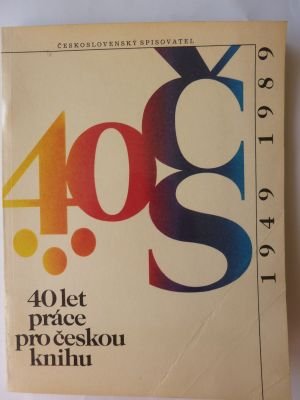 ČESKOSLOVENSKÝ SPISOVATEL
40 ČS
1949 1989
40 let
práce
pro českou
knihu